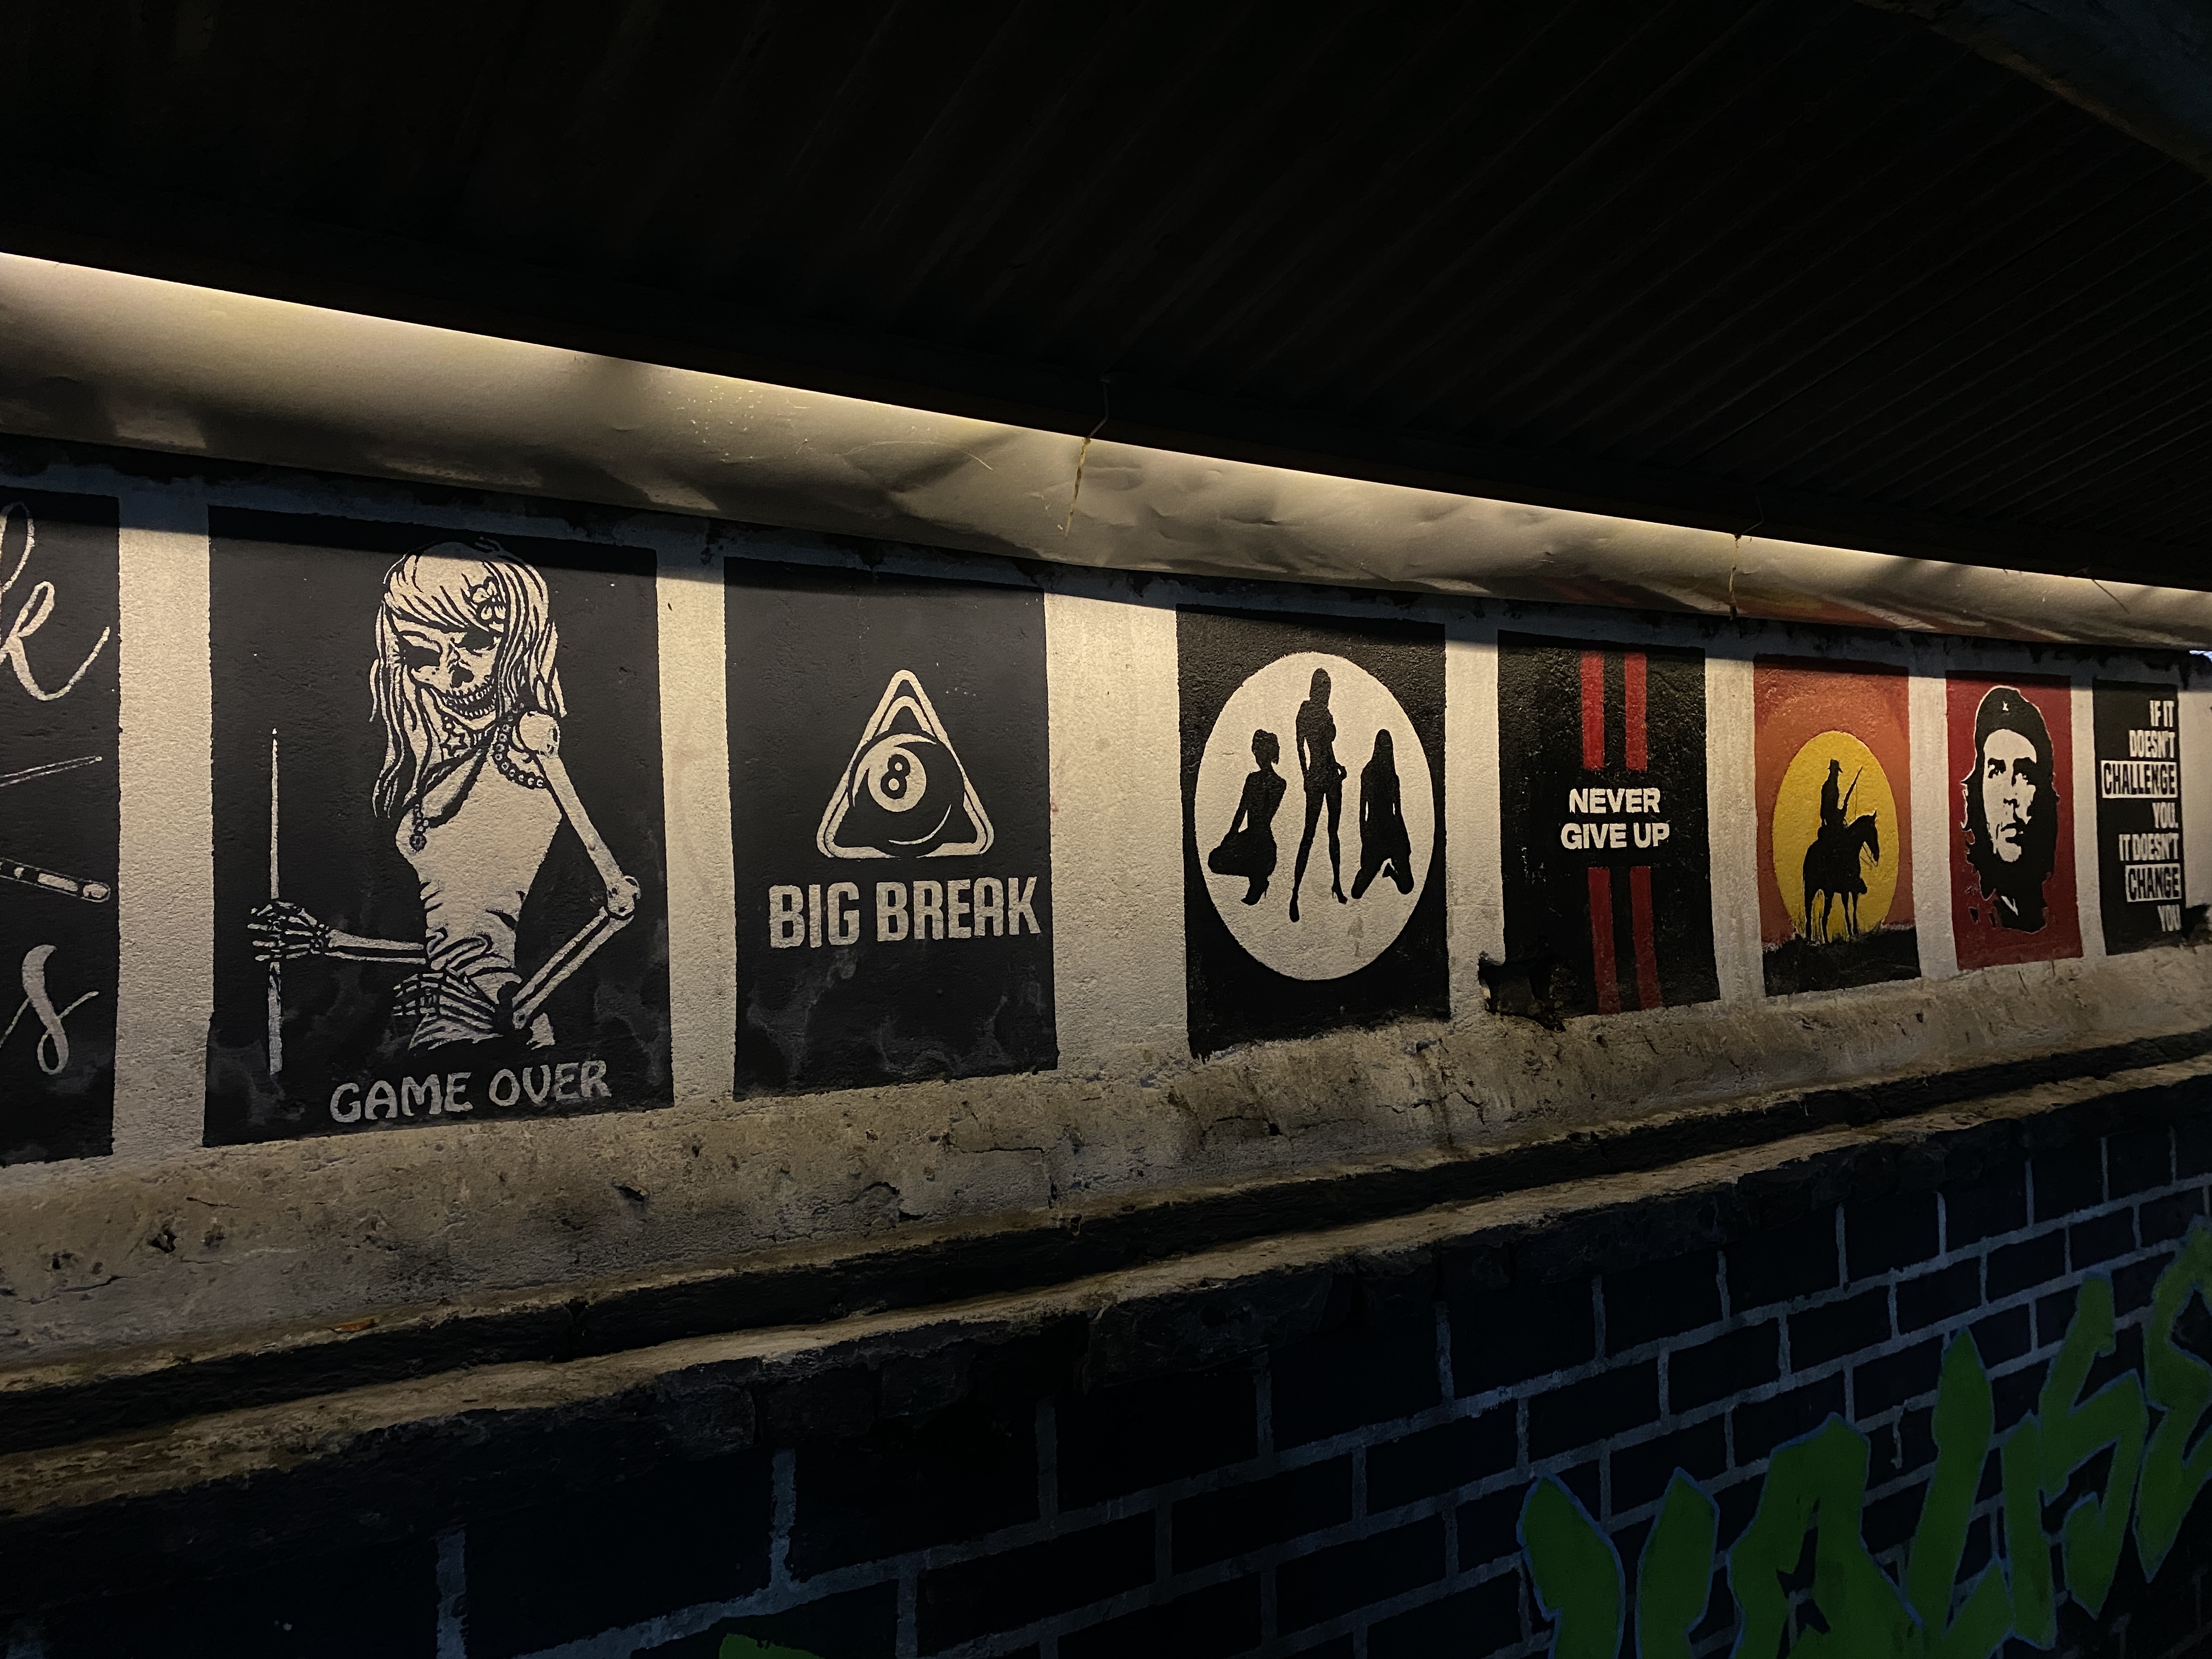 k
s
GAME OVER
8
BIG BREAK
NEVER
GIVE UP
IF IT
DOESN'T
CHALLENGE
YOU.
IT DOESN'T
CHANGE
YOU